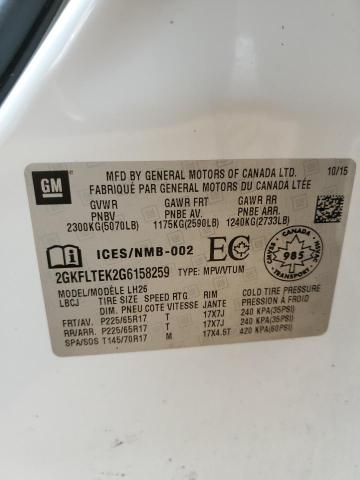 GM
MFD BY GENERAL MOTORS OF CANADA LTD. 10/15
FABRIQUÉ PAR GENERAL MOTORS DU CANADA LTÉE
GVWR GAWR FRT GAWR RR
PNBV PNBE AV. PNBE ARR.
2300KG(5070LB) 1175KG(2590LB) 1240KG(2733LB)
ICES/NMB-002 EC
985
2GKFLTEK2G6158259 TYPE: MPV/VTUM
MODEL/MODÈLE LH26 COLD TIRE PRESSURE
LBCJ TIRE SIZE SPEED RTG RIM PRESSION À FROID
DIM. PNEU COTE VITESSE JANTE
FRT/AV. P225/65R17 T 17X7J 240 KPA(35PSI)
RR/ARR. P225/65R17 T 17X7J 240 KPA(35PSI)
SPA/SOS T145/70R17 M 17X4.5T 420 KPA(60PSI)